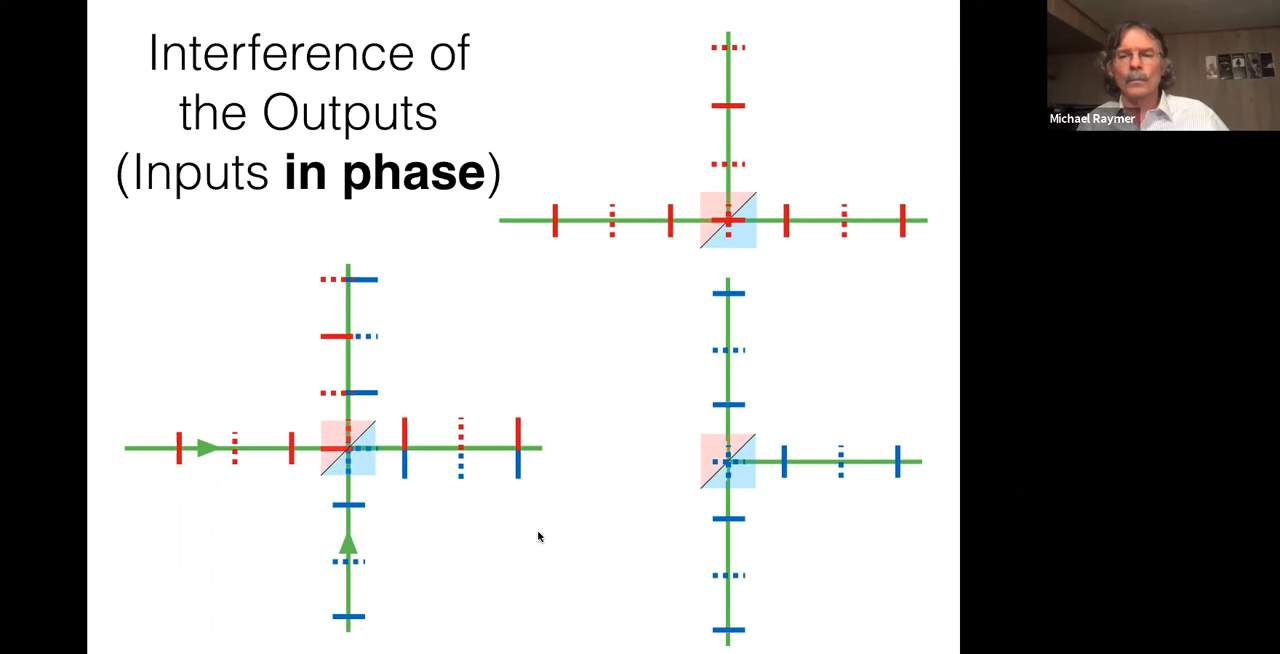 Interference of
the Outputs
(Inputs in phase)
Michael Raymer